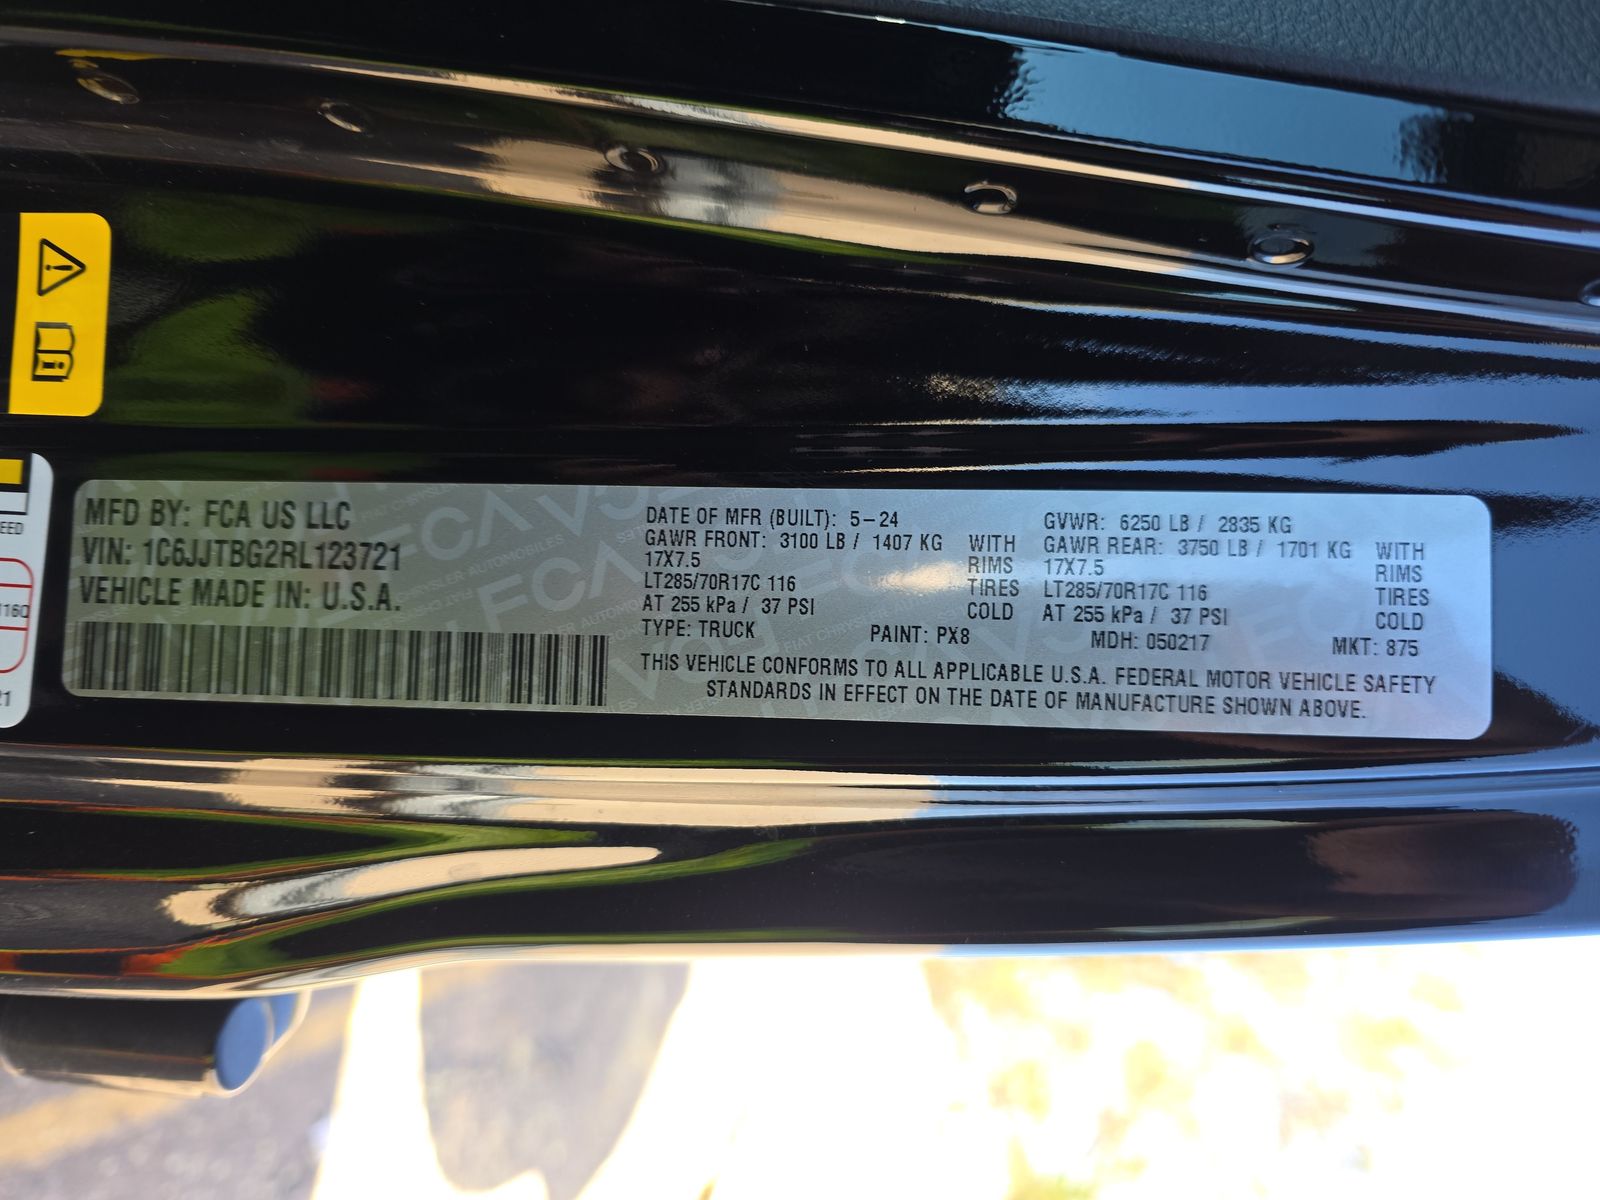 MFD BY: FCA US LLC
VIN: 1C6JJTBG2RL123721
VEHICLE MADE IN: U.S.A.
DATE OF MFR (BUILT): 5-24
GAWR FRONT: 3100 LB / 1407 KG WITH
17X7.5 RIMS
LT285/70R17C 116 TIRES
AT 255 kPa / 37 PSI COLD
TYPE: TRUCK PAINT: PX8
GVWR: 6250 LB / 2835 KG
GAWR REAR: 3750 LB / 1701 KG WITH
17X7.5 RIMS
LT285/70R17C 116 TIRES
AT 255 kPa / 37 PSI COLD
MDH: 050217 MKT: 875
THIS VEHICLE CONFORMS TO ALL APPLICABLE U.S.A. FEDERAL MOTOR VEHICLE SAFETY
STANDARDS IN EFFECT ON THE DATE OF MANUFACTURE SHOWN ABOVE.